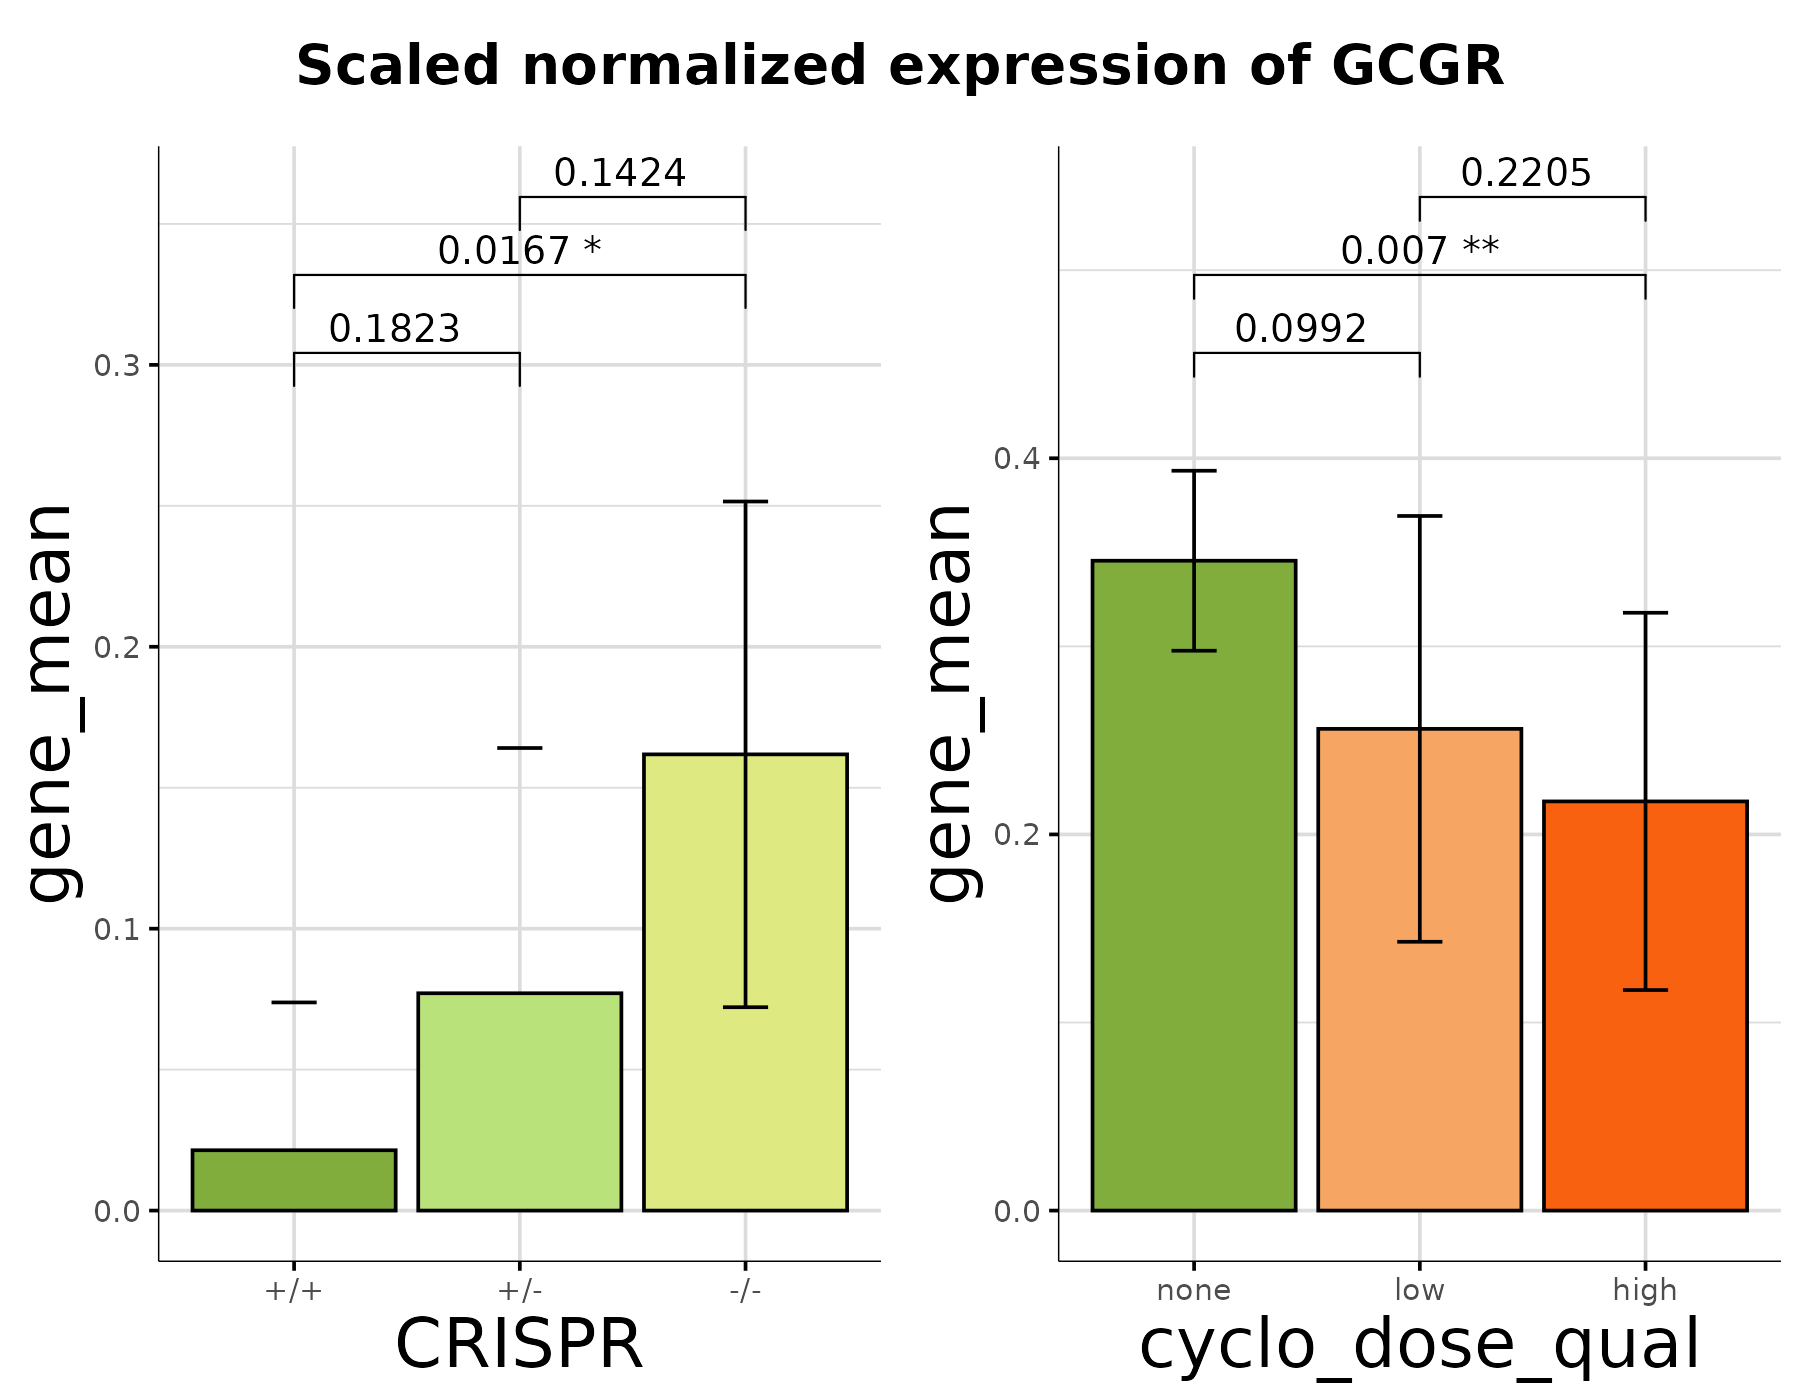 Scaled normalized expression of GCGR
gene_mean
0.3
0.2
0.1
0.0
0.1424
0.0167 *
0.1823
+/+ +/- -/-
CRISPR
gene_mean
0.4
0.2
0.0
0.2205
0.007 **
0.0992
none low high
cyclo_dose_qual